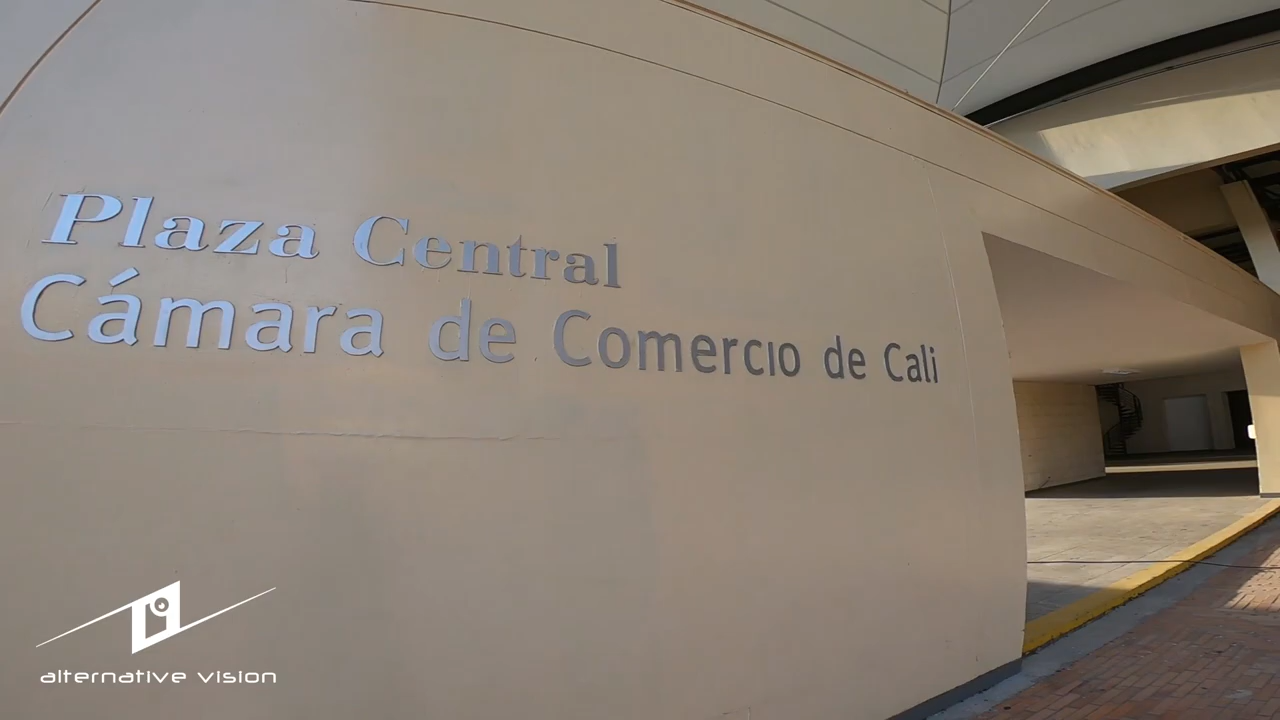 Plaza Central
Cámara de Comercio de Cali
alternative vision